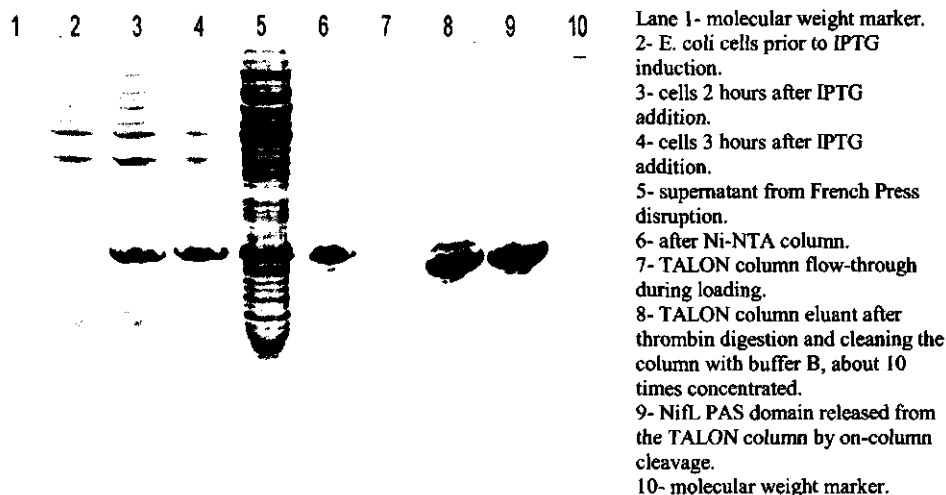 1 2 3 4 5 6 7 8 9 10
Lane 1- molecular weight marker.
2- E. coli cells prior to IPTG
induction.
3- cells 2 hours after IPTG
addition.
4- cells 3 hours after IPTG
addition.
5- supernatant from French Press
disruption.
6- after Ni-NTA column.
7- TALON column flow-through
during loading.
8- TALON column eluant after
thrombin digestion and cleaning the
column with buffer B, about 10
times concentrated.
9- NifL PAS domain released from
the TALON column by on-column
cleavage.
10- molecular weight marker.